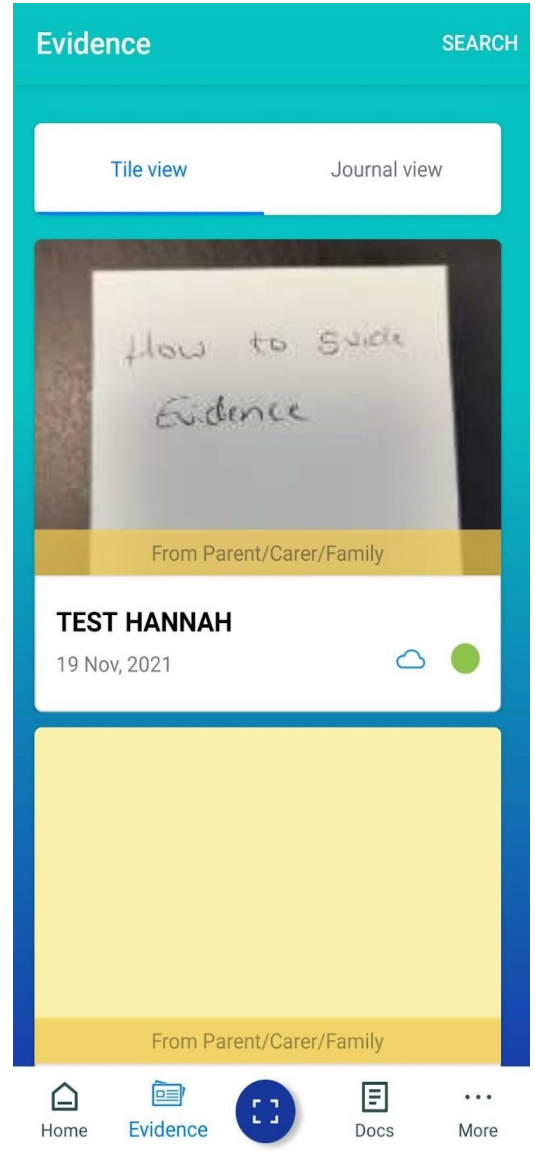 Evidence
SEARCH
Tile view
Journal view
How to Guide
Evidence
From Parent/Carer/Family
TEST HANNAH
19 Nov, 2021
From Parent/Carer/Family
Home
Evidence
Docs
More